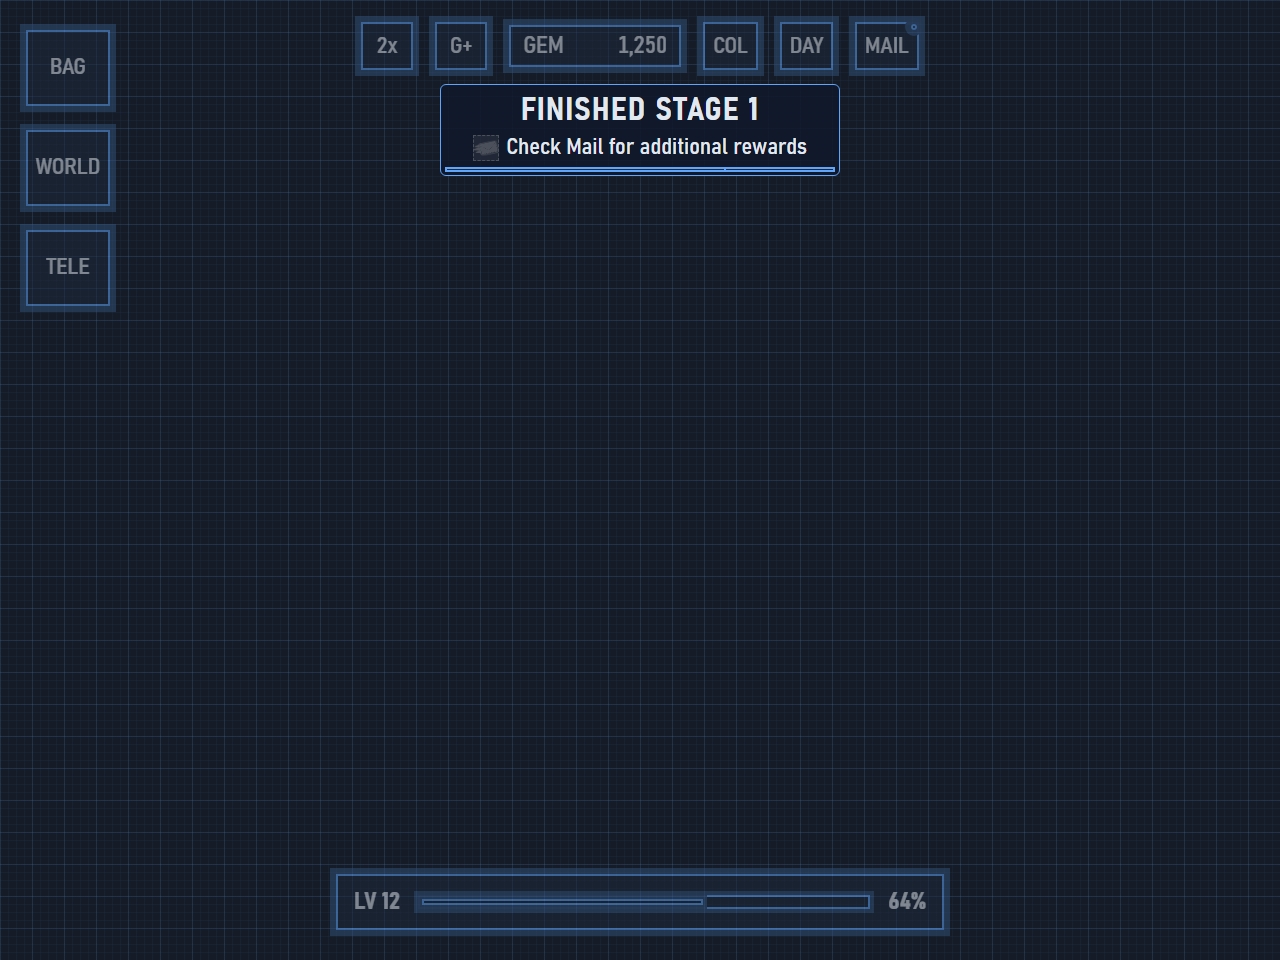 2x
G+
GEM 1,250
COL
DAY
MAIL
BAG
WORLD
TELE
FINISHED STAGE 1
Check Mail for additional rewards
LV 12
64%